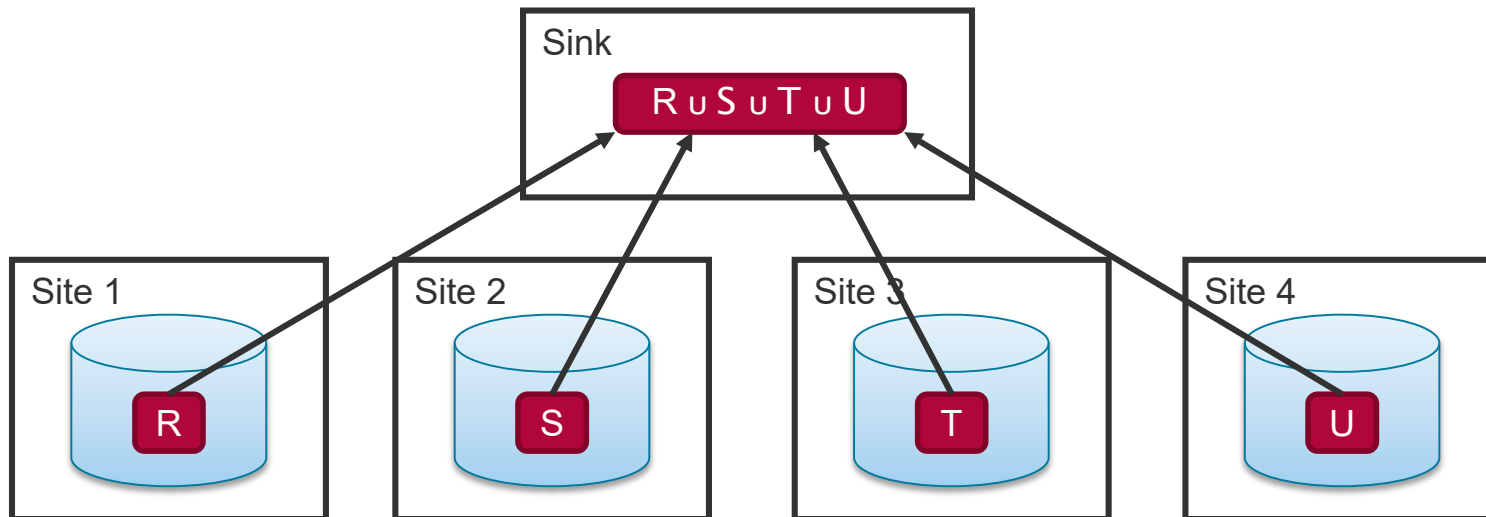 Sink
R ∪ S ∪ T ∪ U
Site 1
Site 2
Site 3
Site 4
R
S
T
U